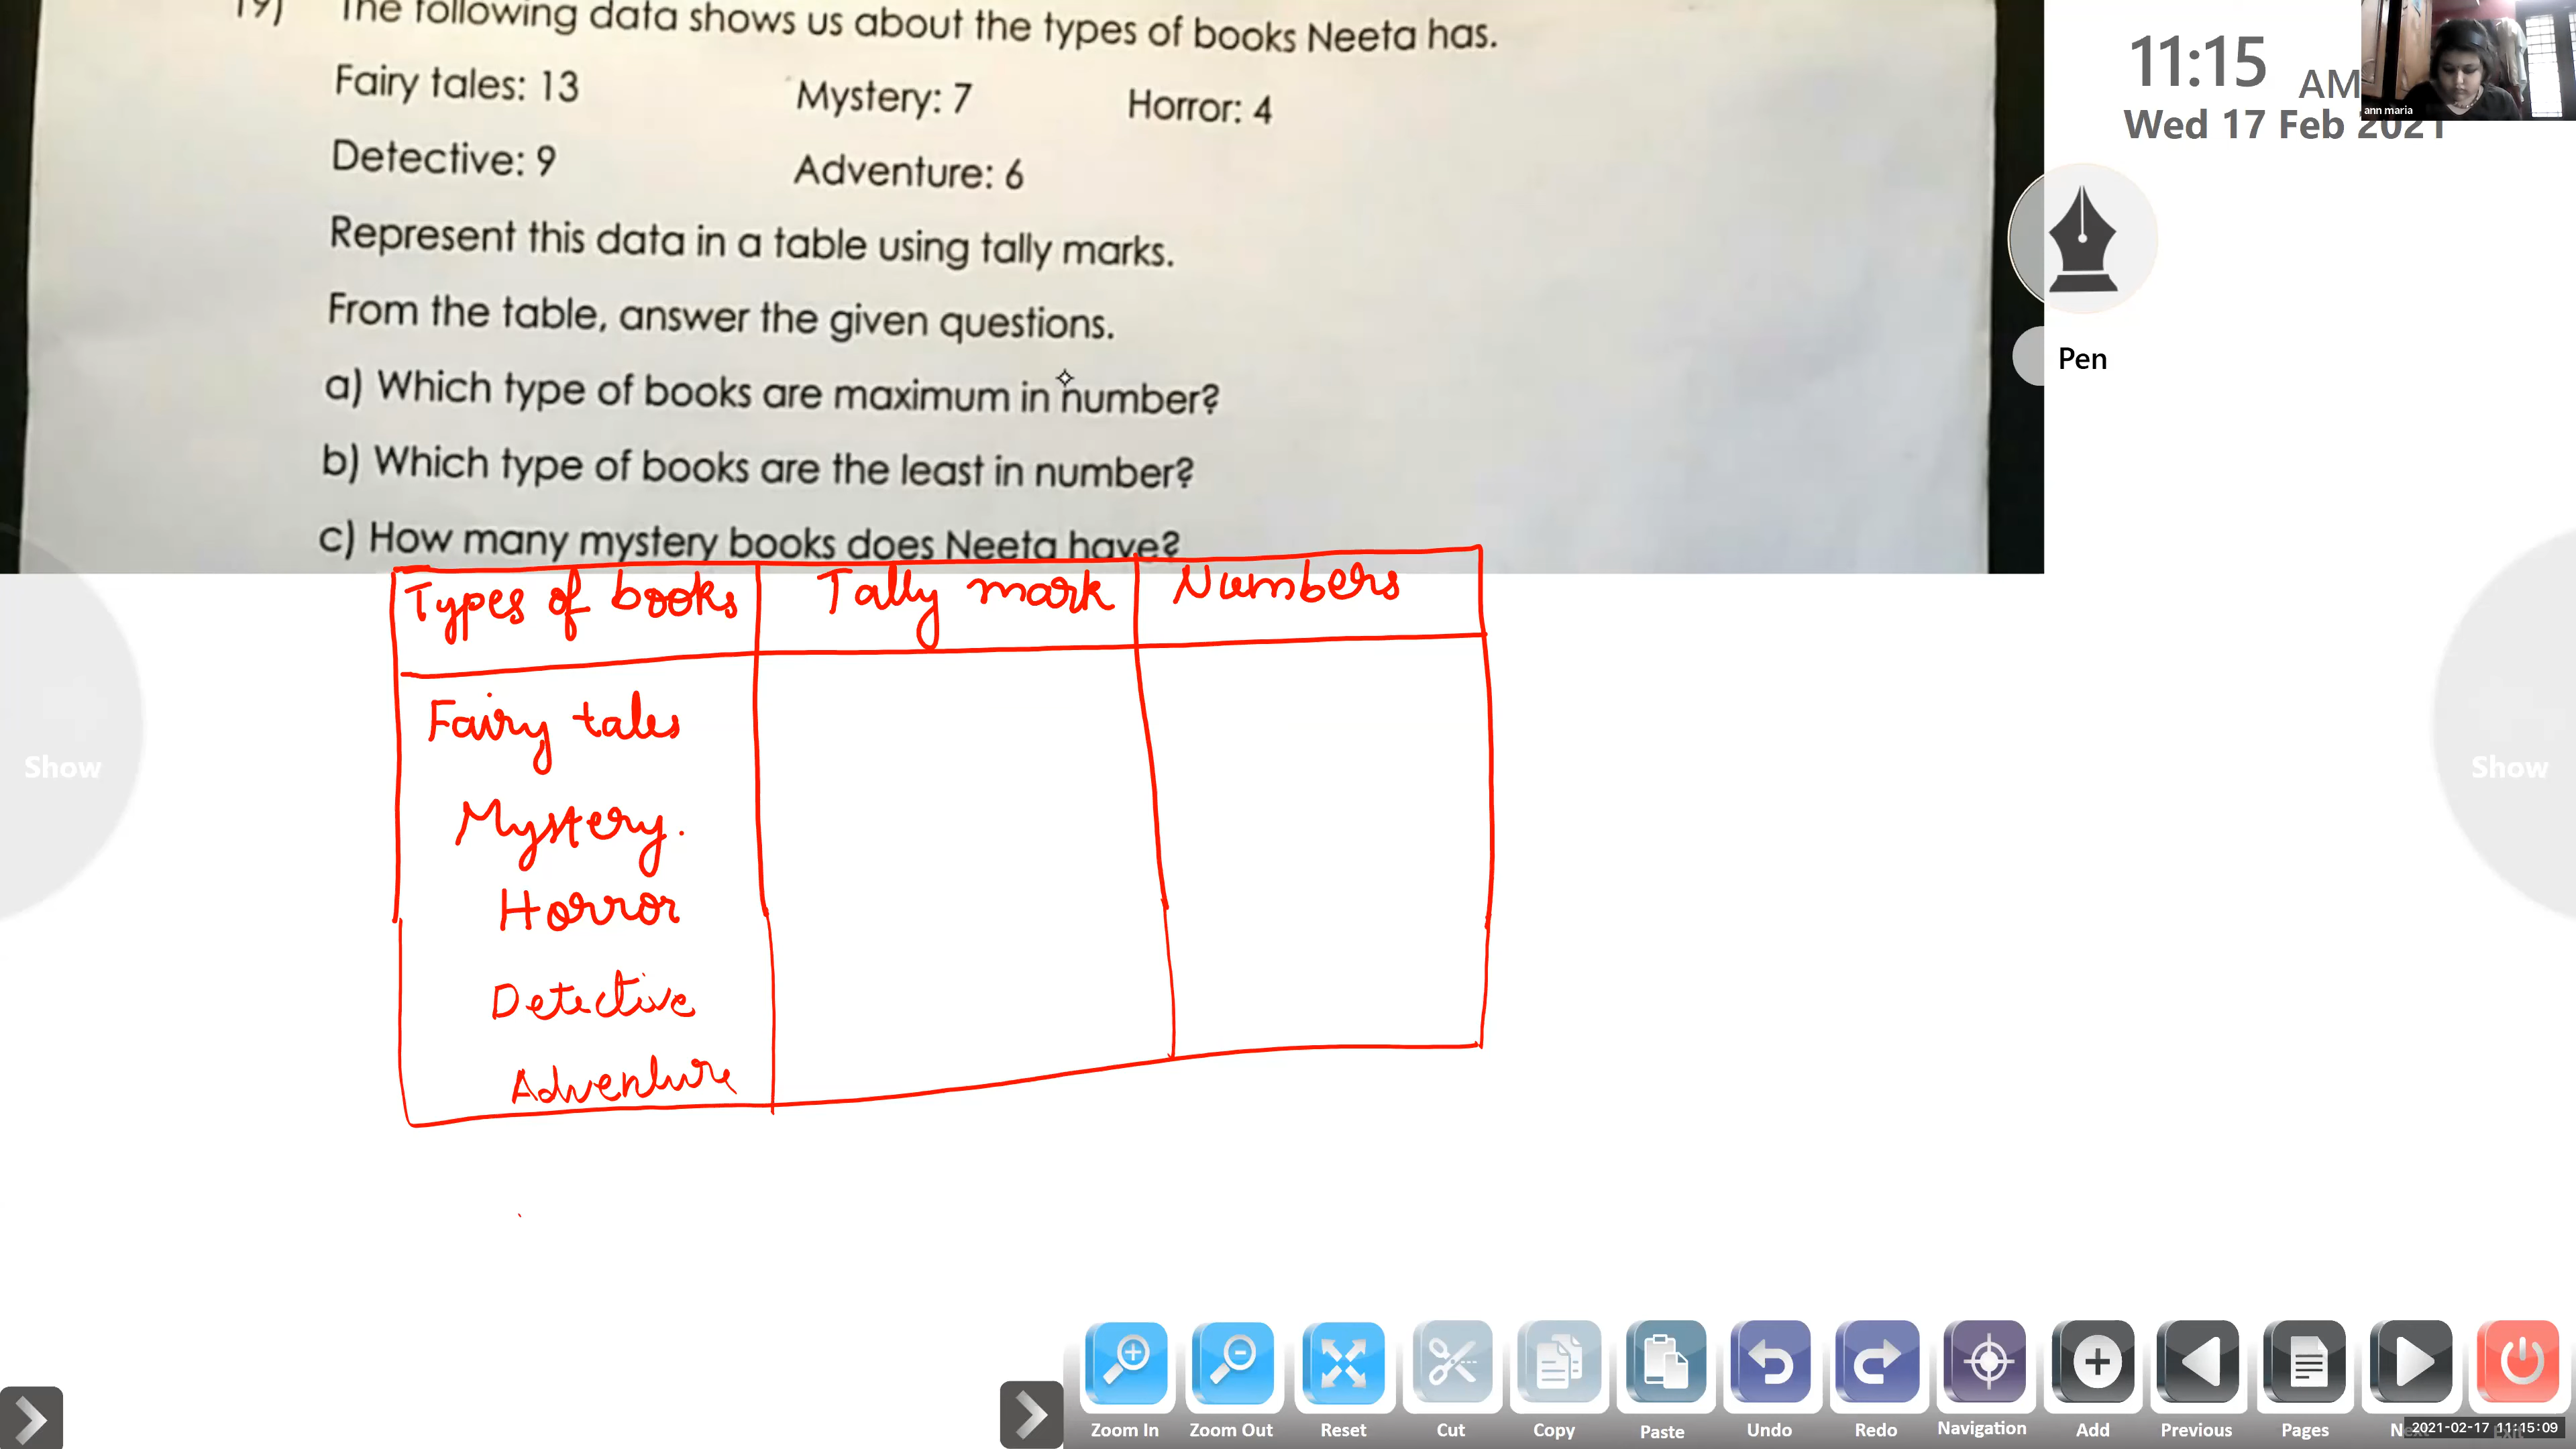 19) The following data shows us about the types of books Neeta has.
Fairy tales: 13 Mystery: 7 Horror: 4
Detective: 9 Adventure: 6
Represent this data in a table using tally marks.
From the table, answer the given questions.
a) Which type of books are maximum in number?
b) Which type of books are the least in number?
c) How many mystery books does Neeta have?
Types of books Tally mark Numbers
Fairy tales
Mystery.
Horror
Detective
Adventure
11:15 AM
Wed 17 Feb 2021
ann maria
Pen
Show
Show
Zoom In Zoom Out Reset Cut Copy Paste Undo Redo Navigation Add Previous Pages
2021-02-17 11:15:09